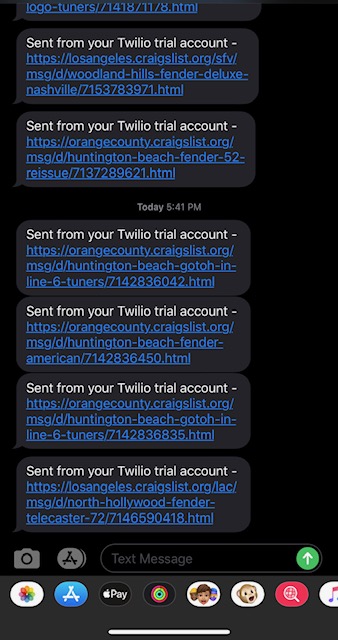 logo-tuners/7141871178.html
Sent from your Twilio trial account -
https://losangeles.craigslist.org/sfv/
msg/d/woodland-hills-fender-deluxe-
nashville/7153783971.html
Sent from your Twilio trial account -
https://orangecounty.craigslist.org/
msg/d/huntington-beach-fender-52-
reissue/7137289621.html
Today 5:41 PM
Sent from your Twilio trial account -
https://orangecounty.craigslist.org/
msg/d/huntington-beach-gotoh-in-
line-6-tuners/7142836042.html
Sent from your Twilio trial account -
https://orangecounty.craigslist.org/
msg/d/huntington-beach-fender-
american/7142836450.html
Sent from your Twilio trial account -
https://orangecounty.craigslist.org/
msg/d/huntington-beach-gotoh-in-
line-6-tuners/7142836835.html
Sent from your Twilio trial account -
https://losangeles.craigslist.org/lac/
msg/d/north-hollywood-fender-
telecaster-72/7146590418.html
Text Message
Pay